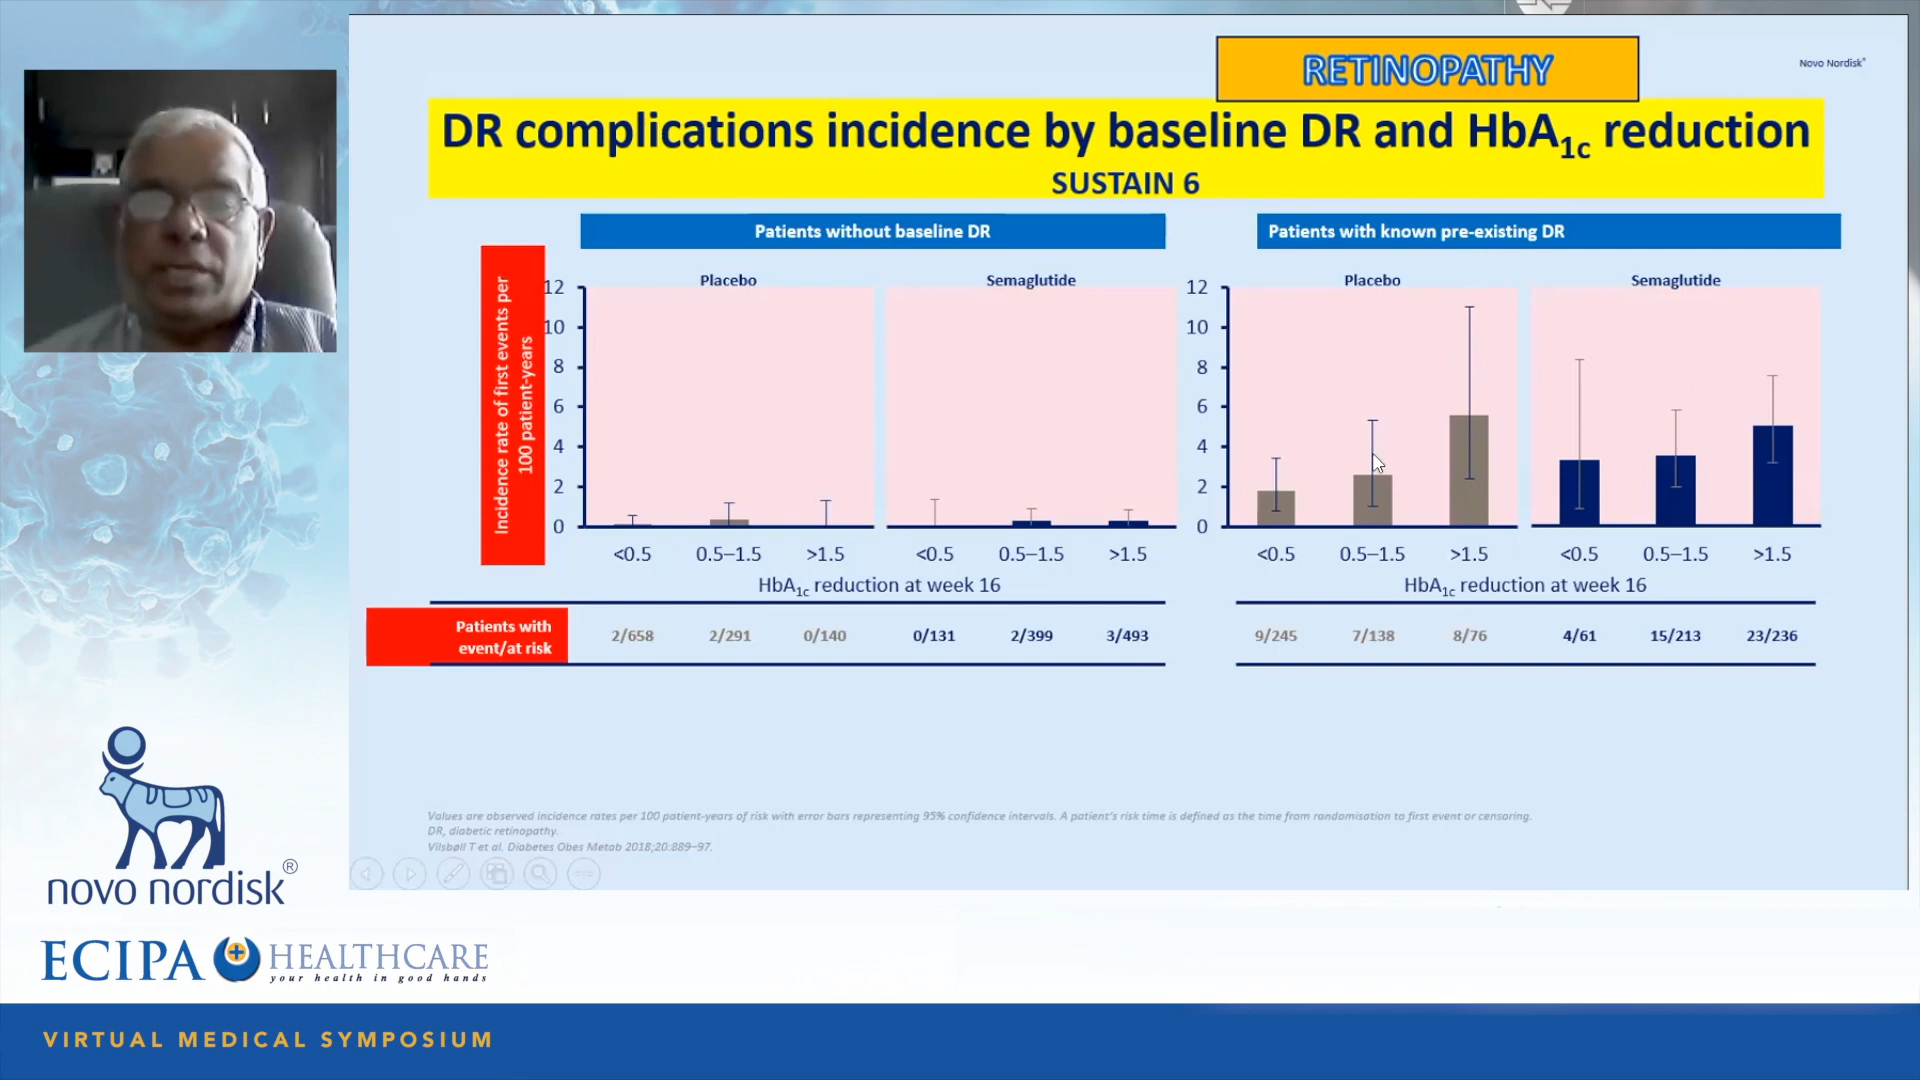 RETINOPATHY
Novo Nordisk®
DR complications incidence by baseline DR and HbA1c reduction
SUSTAIN 6
Patients without baseline DR
Patients with known pre-existing DR
Incidence rate of first events per
100 patient-years
Placebo
Semaglutide
12
10
8
6
4
2
0
<0.5
0.5–1.5
>1.5
<0.5
0.5–1.5
>1.5
HbA1c reduction at week 16
Placebo
Semaglutide
12
10
8
6
4
2
0
<0.5
0.5–1.5
>1.5
<0.5
0.5–1.5
>1.5
HbA1c reduction at week 16
Patients with
event/at risk
2/658 2/291 0/140 0/131 2/399 3/493
9/245 7/138 8/76 4/61 15/213 23/236
Values are observed incidence rates per 100 patient-years of risk with error bars representing 95% confidence intervals. A patient's risk time is defined as the time from randomisation to first event or censoring.
DR, diabetic retinopathy.
Vilsbøll T et al. Diabetes Obes Metab 2018;20:889–97.
novo nordisk®
ECIPA HEALTHCARE
your health in good hands
VIRTUAL MEDICAL SYMPOSIUM